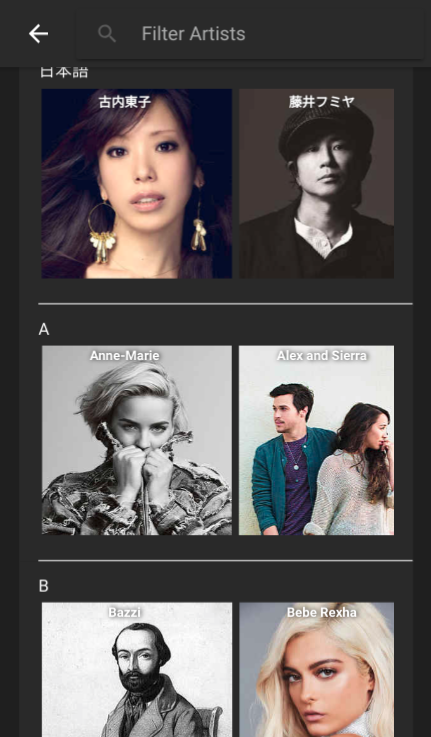 Filter Artists
日本語
古内東子
藤井フミヤ
A
Anne-Marie
Alex and Sierra
B
Bazzi
Bebe Rexha